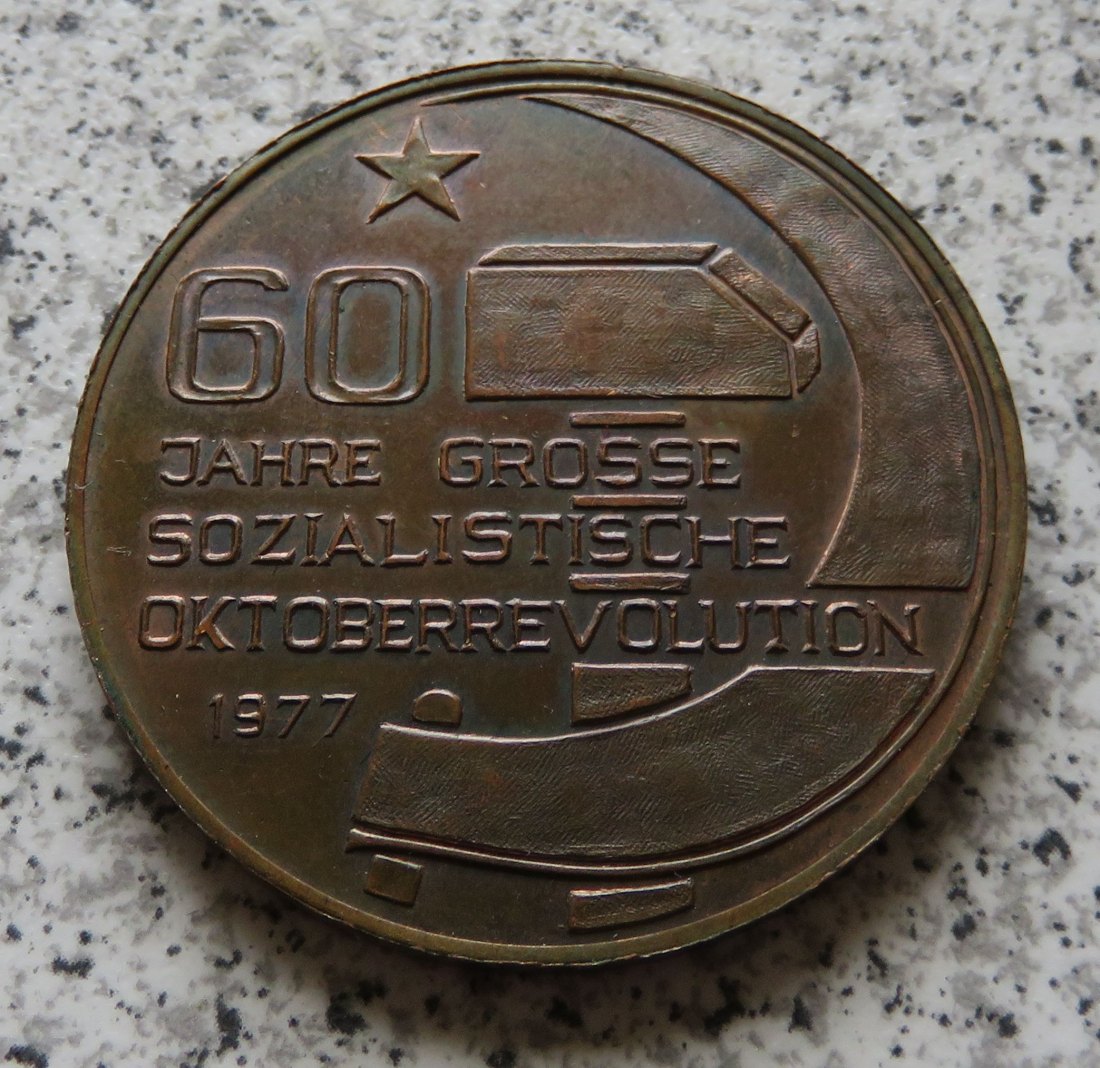 60
JAHRE GROSSE
SOZIALISTISCHE
OKTOBERREVOLUTION
1977